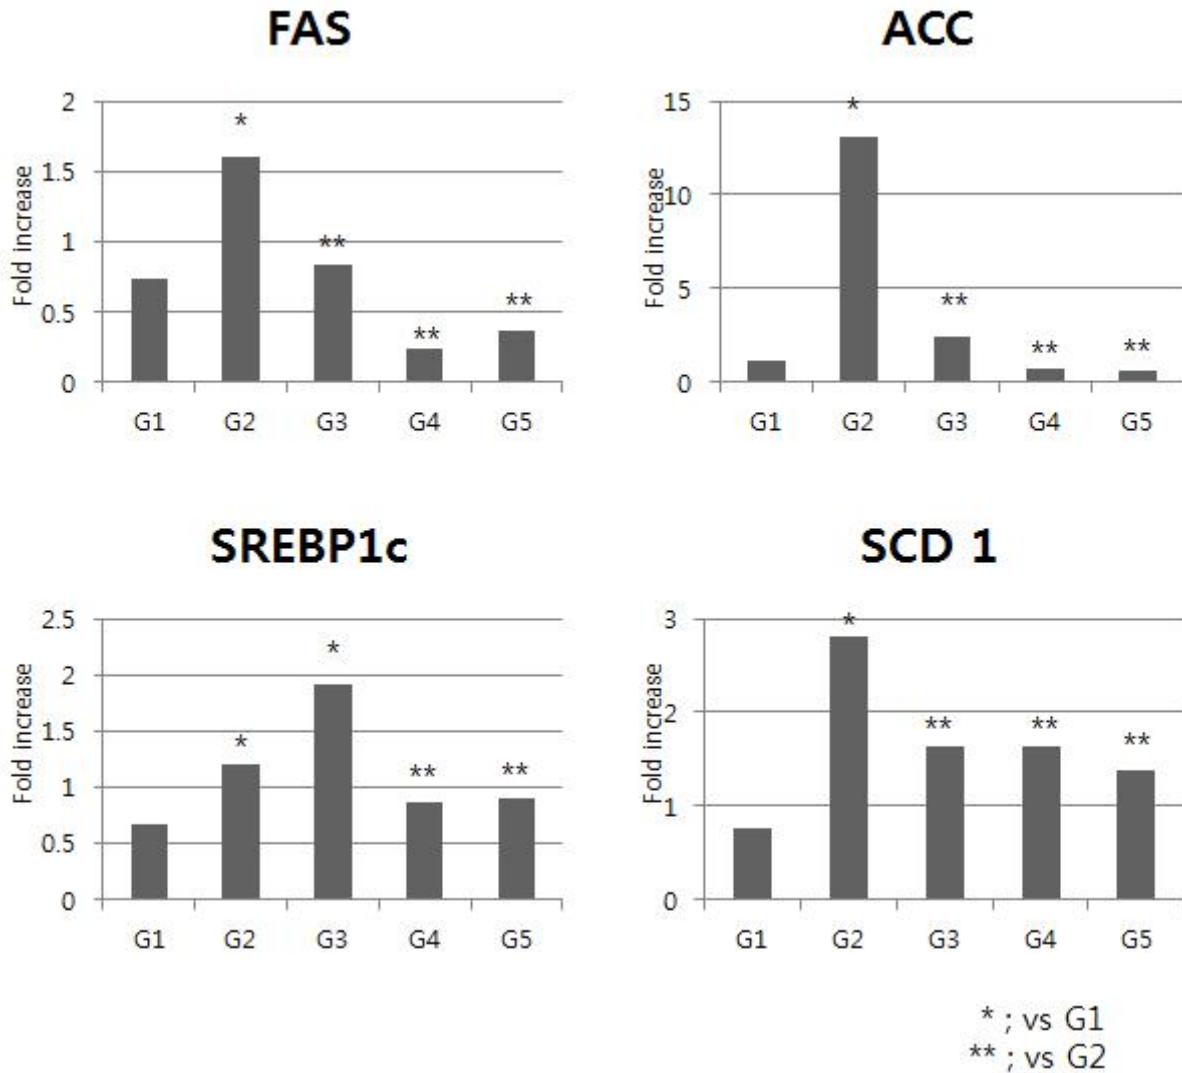 FAS
Fold increase
2
1.5
1
0.5
0
*
**
**
**
G1 G2 G3 G4 G5
ACC
Fold increase
15
10
5
0
*
**
**
**
G1 G2 G3 G4 G5
SREBP1c
Fold increase
2.5
2
1.5
1
0.5
0
*
*
**
**
G1 G2 G3 G4 G5
SCD 1
Fold increase
3
2
1
0
*
**
**
**
G1 G2 G3 G4 G5
* ; vs G1
** ; vs G2